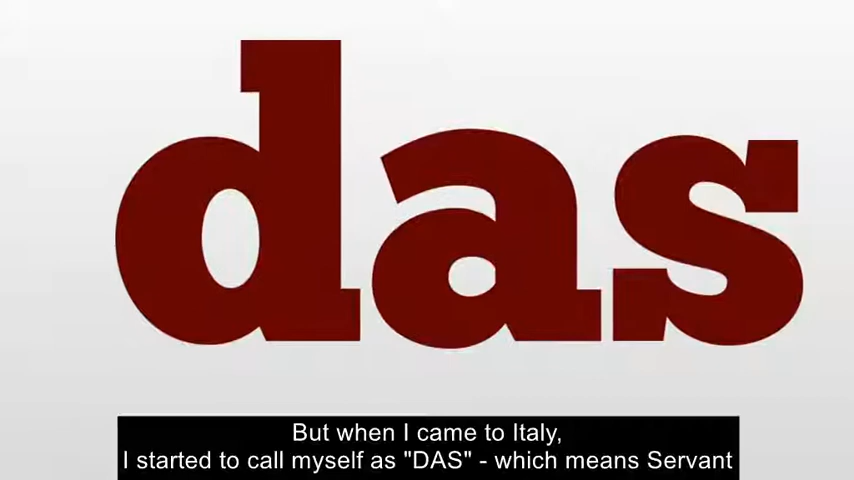 das
But when I came to Italy,
I started to call myself as "DAS" - which means Servant